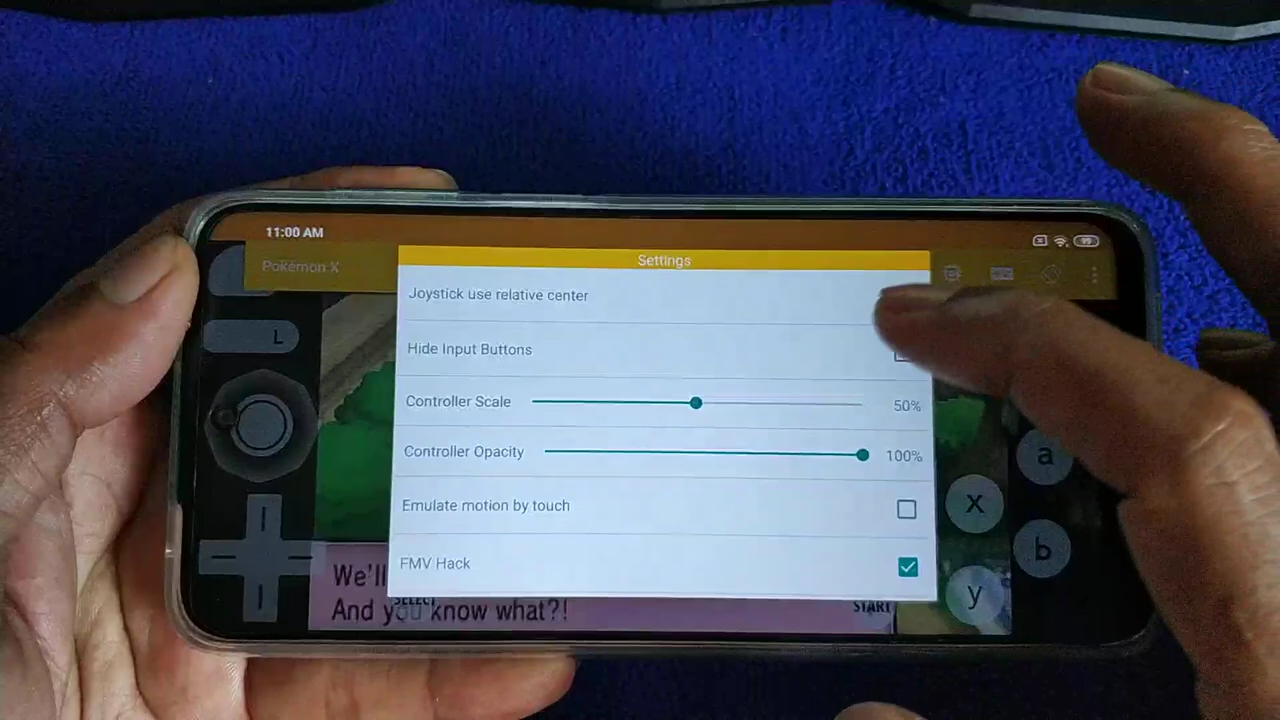 11:00 AM
99
Pokémon X
Settings
Joystick use relative center
Hide Input Buttons
Controller Scale 50%
Controller Opacity 100%
Emulate motion by touch
FMV Hack
L
a
x
b
y
We'll
SELECT
START
And you know what?!